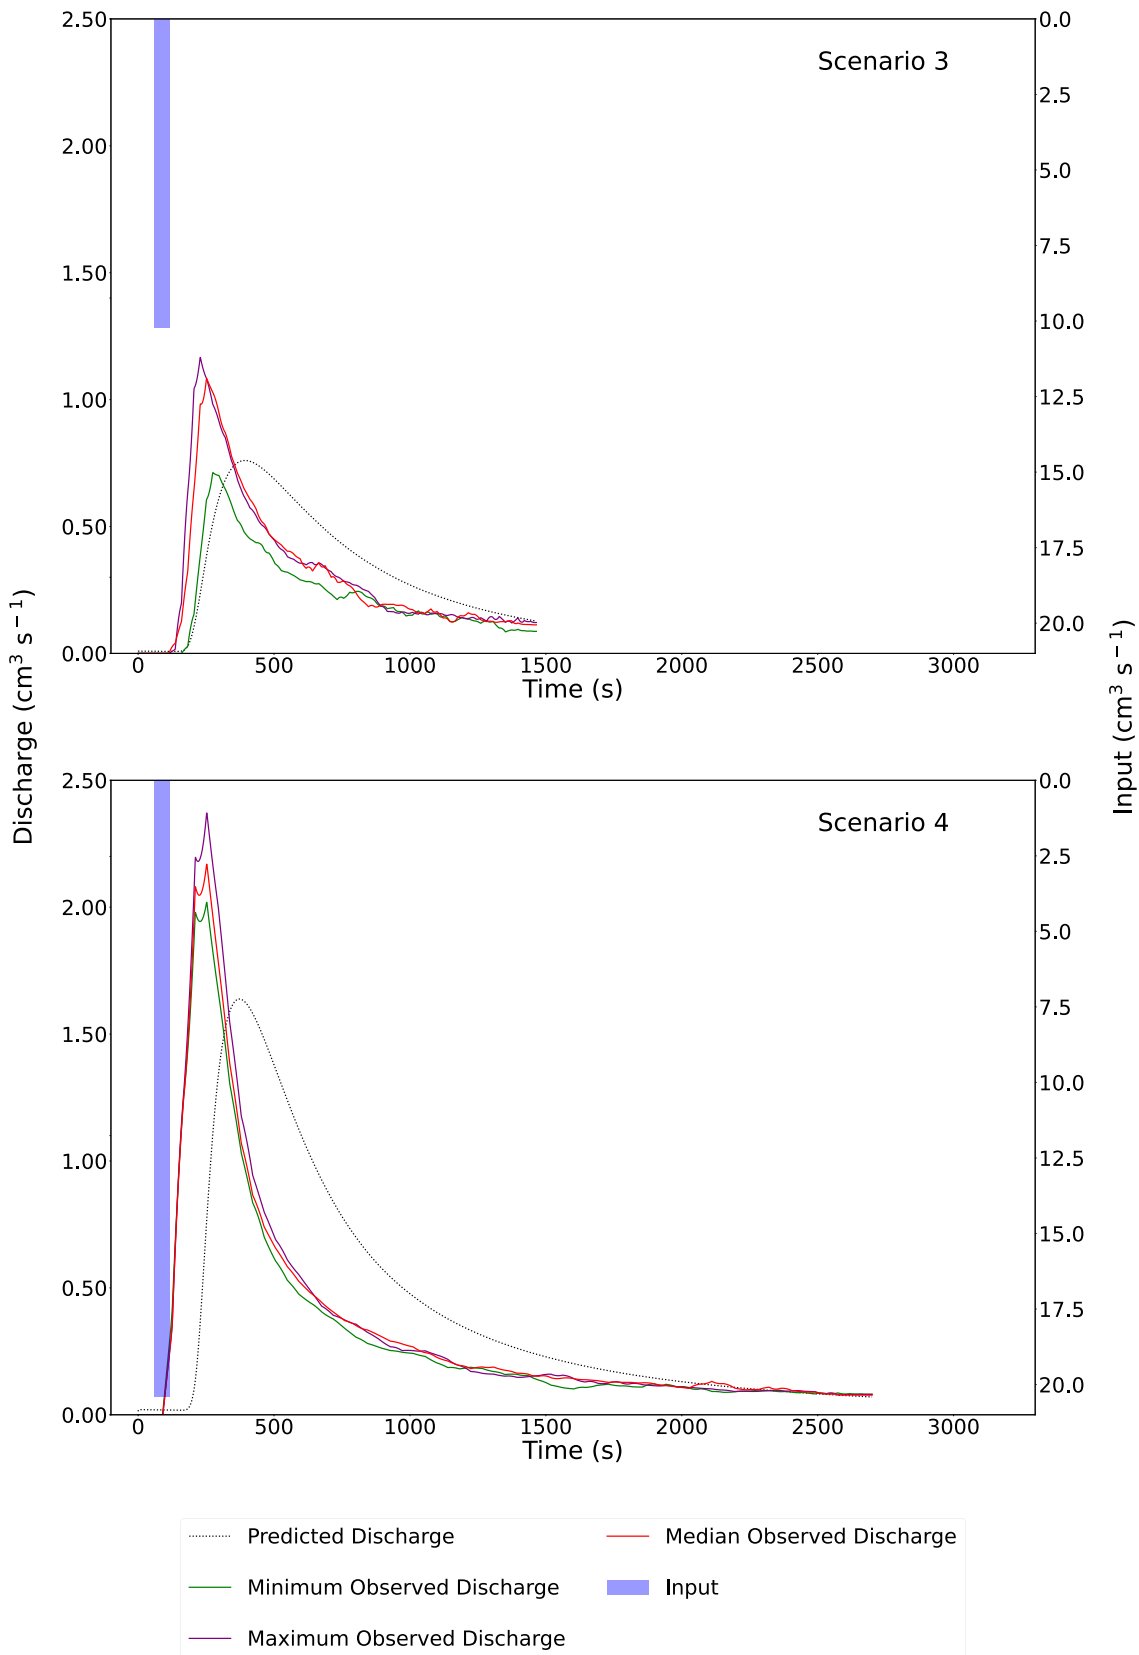 2.50
0.0
Scenario 3
2.5
2.00
5.0
1.50
7.5
10.0
1.00
12.5
15.0
0.50
17.5
20.0
0.00
0 500 1000 1500 2000 2500 3000
Time (s)
Discharge (cm³ s⁻¹)
Input (cm³ s⁻¹)
2.50
0.0
Scenario 4
2.5
2.00
5.0
1.50
7.5
10.0
1.00
12.5
15.0
0.50
17.5
20.0
0.00
0 500 1000 1500 2000 2500 3000
Time (s)
Predicted Discharge
Median Observed Discharge
Minimum Observed Discharge
Input
Maximum Observed Discharge